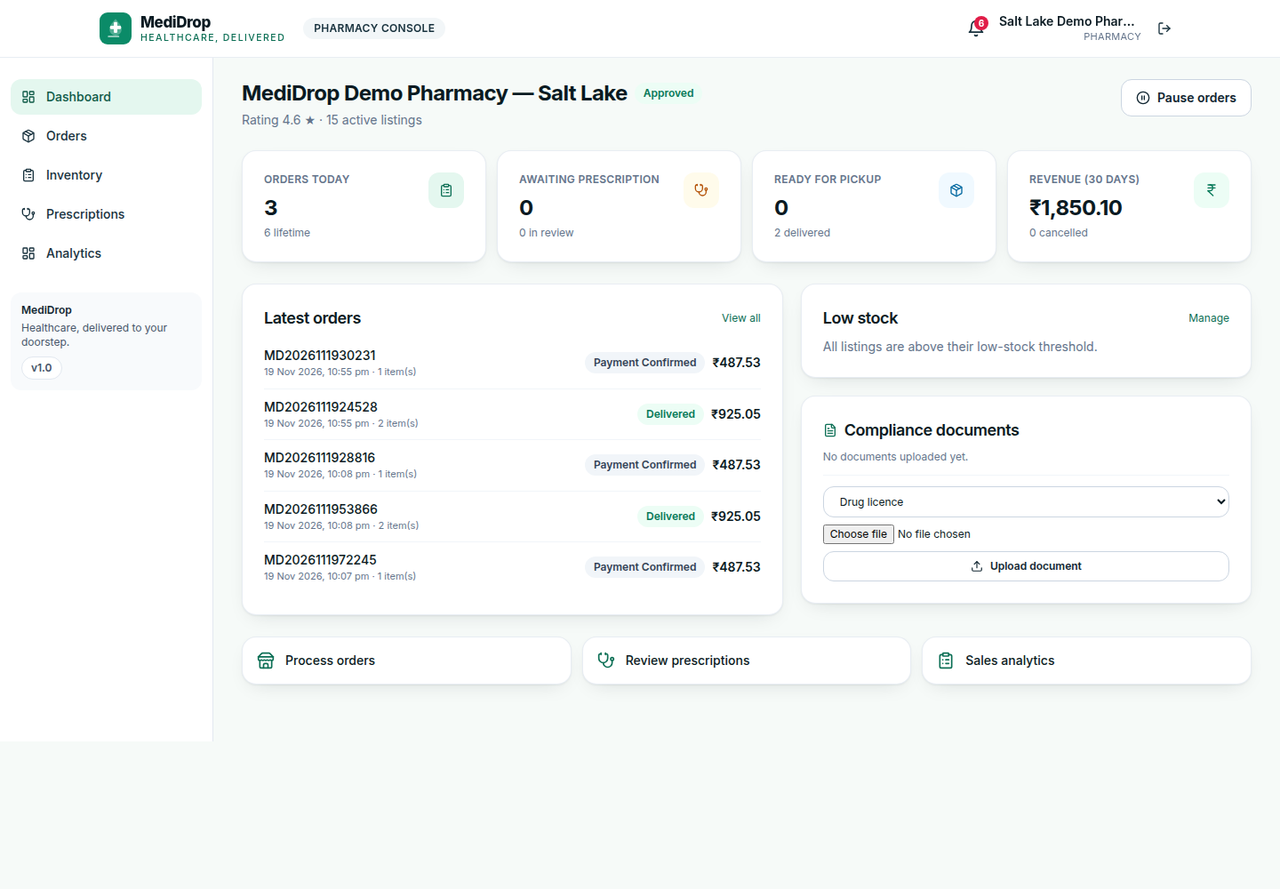 MediDrop
HEALTHCARE, DELIVERED
PHARMACY CONSOLE
6
Salt Lake Demo Phar...
PHARMACY
Dashboard
Orders
Inventory
Prescriptions
Analytics
MediDrop
Healthcare, delivered to your
doorstep.
v1.0
MediDrop Demo Pharmacy — Salt Lake
Approved
Rating 4.6 ★ · 15 active listings
Pause orders
ORDERS TODAY
3
6 lifetime
AWAITING PRESCRIPTION
0
0 in review
READY FOR PICKUP
0
2 delivered
REVENUE (30 DAYS)
₹
₹1,850.10
0 cancelled
Latest orders
View all
MD2026111930231
19 Nov 2026, 10:55 pm · 1 item(s)
Payment Confirmed
₹487.53
MD2026111924528
19 Nov 2026, 10:55 pm · 2 item(s)
Delivered
₹925.05
MD2026111928816
19 Nov 2026, 10:08 pm · 1 item(s)
Payment Confirmed
₹487.53
MD2026111953866
19 Nov 2026, 10:08 pm · 2 item(s)
Delivered
₹925.05
MD2026111972245
19 Nov 2026, 10:07 pm · 1 item(s)
Payment Confirmed
₹487.53
Low stock
Manage
All listings are above their low-stock threshold.
Compliance documents
No documents uploaded yet.
Drug licence
Choose file No file chosen
Upload document
Process orders
Review prescriptions
Sales analytics